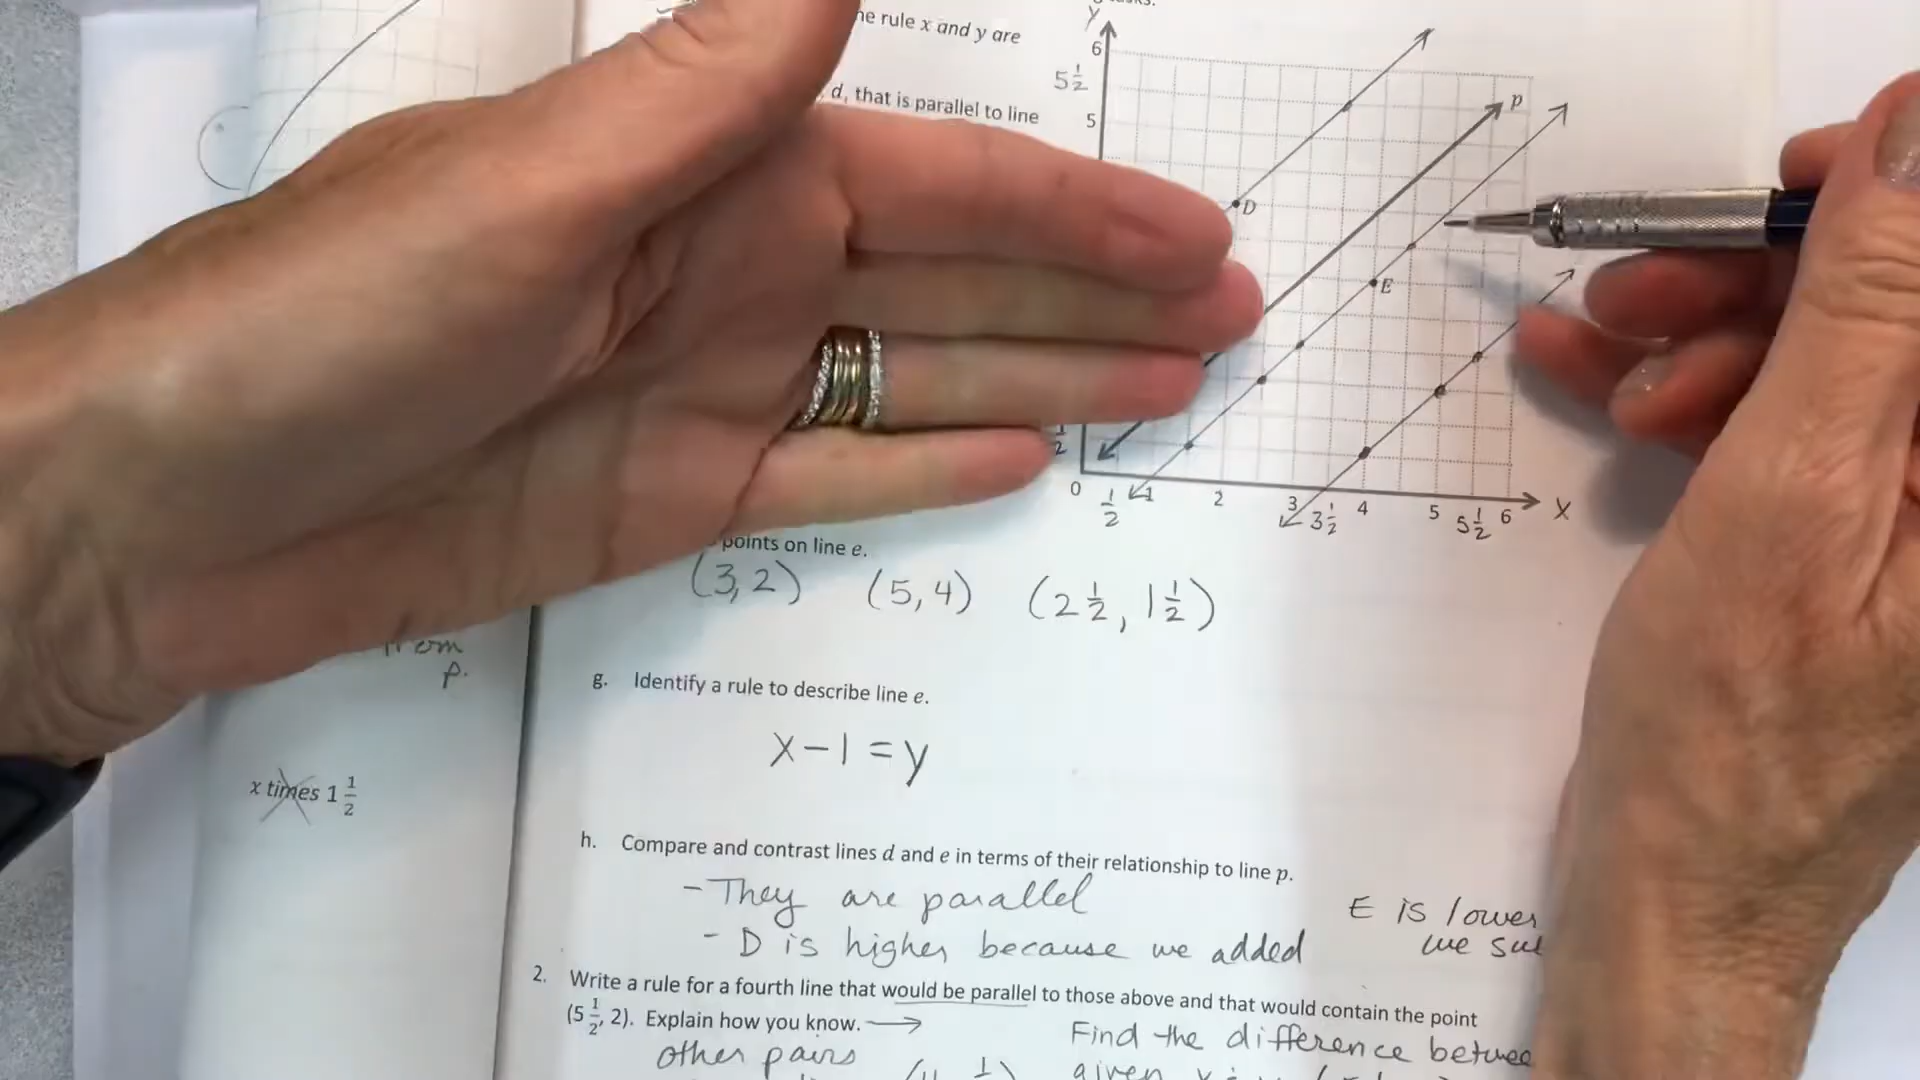 he rule x and y are
d, that is parallel to line
y
6
5 1/2
5
D
p
E
1/2
0 1/2 1 2 3 3 1/2 4 5 5 1/2 6 x
points on line e.
(3, 2) (5, 4) (2 1/2, 1 1/2)
from
p.
g. Identify a rule to describe line e.
x - 1 = y
x times 1 1/2
h. Compare and contrast lines d and e in terms of their relationship to line p.
- They are parallel
E is lower
- D is higher because we added
we
2. Write a rule for a fourth line that would be parallel to those above and that would contain the point
(5 1/2, 2). Explain how you know. →
Find the difference
other pairs
given